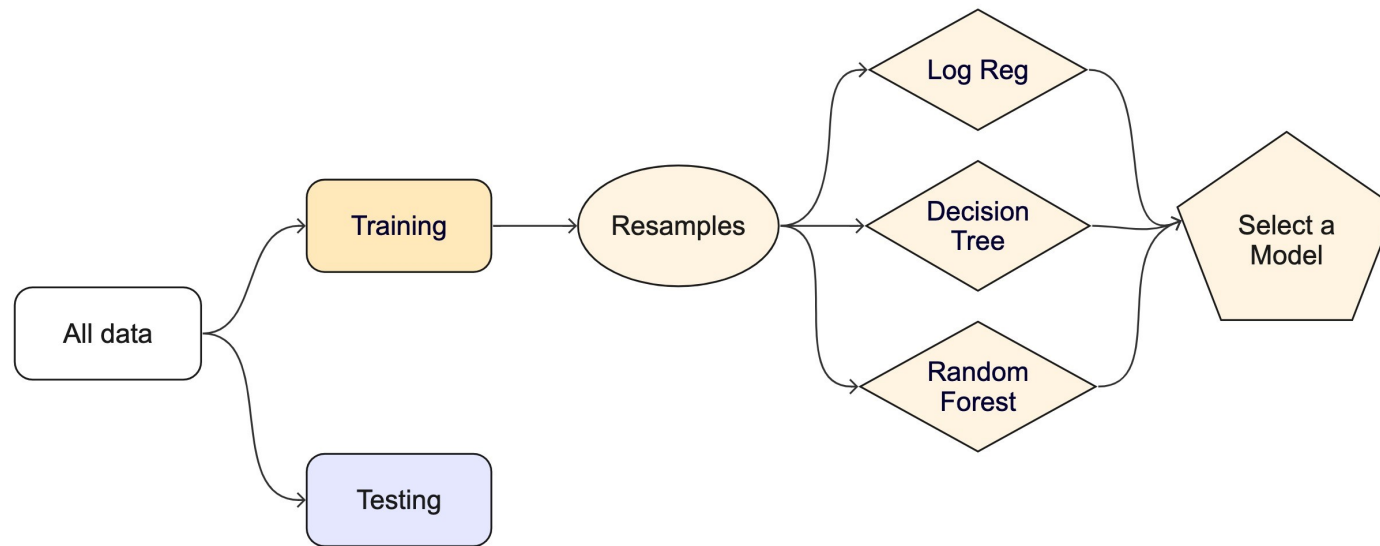 All data
Training
Testing
Resamples
Log Reg
Decision
Tree
Random
Forest
Select a
Model